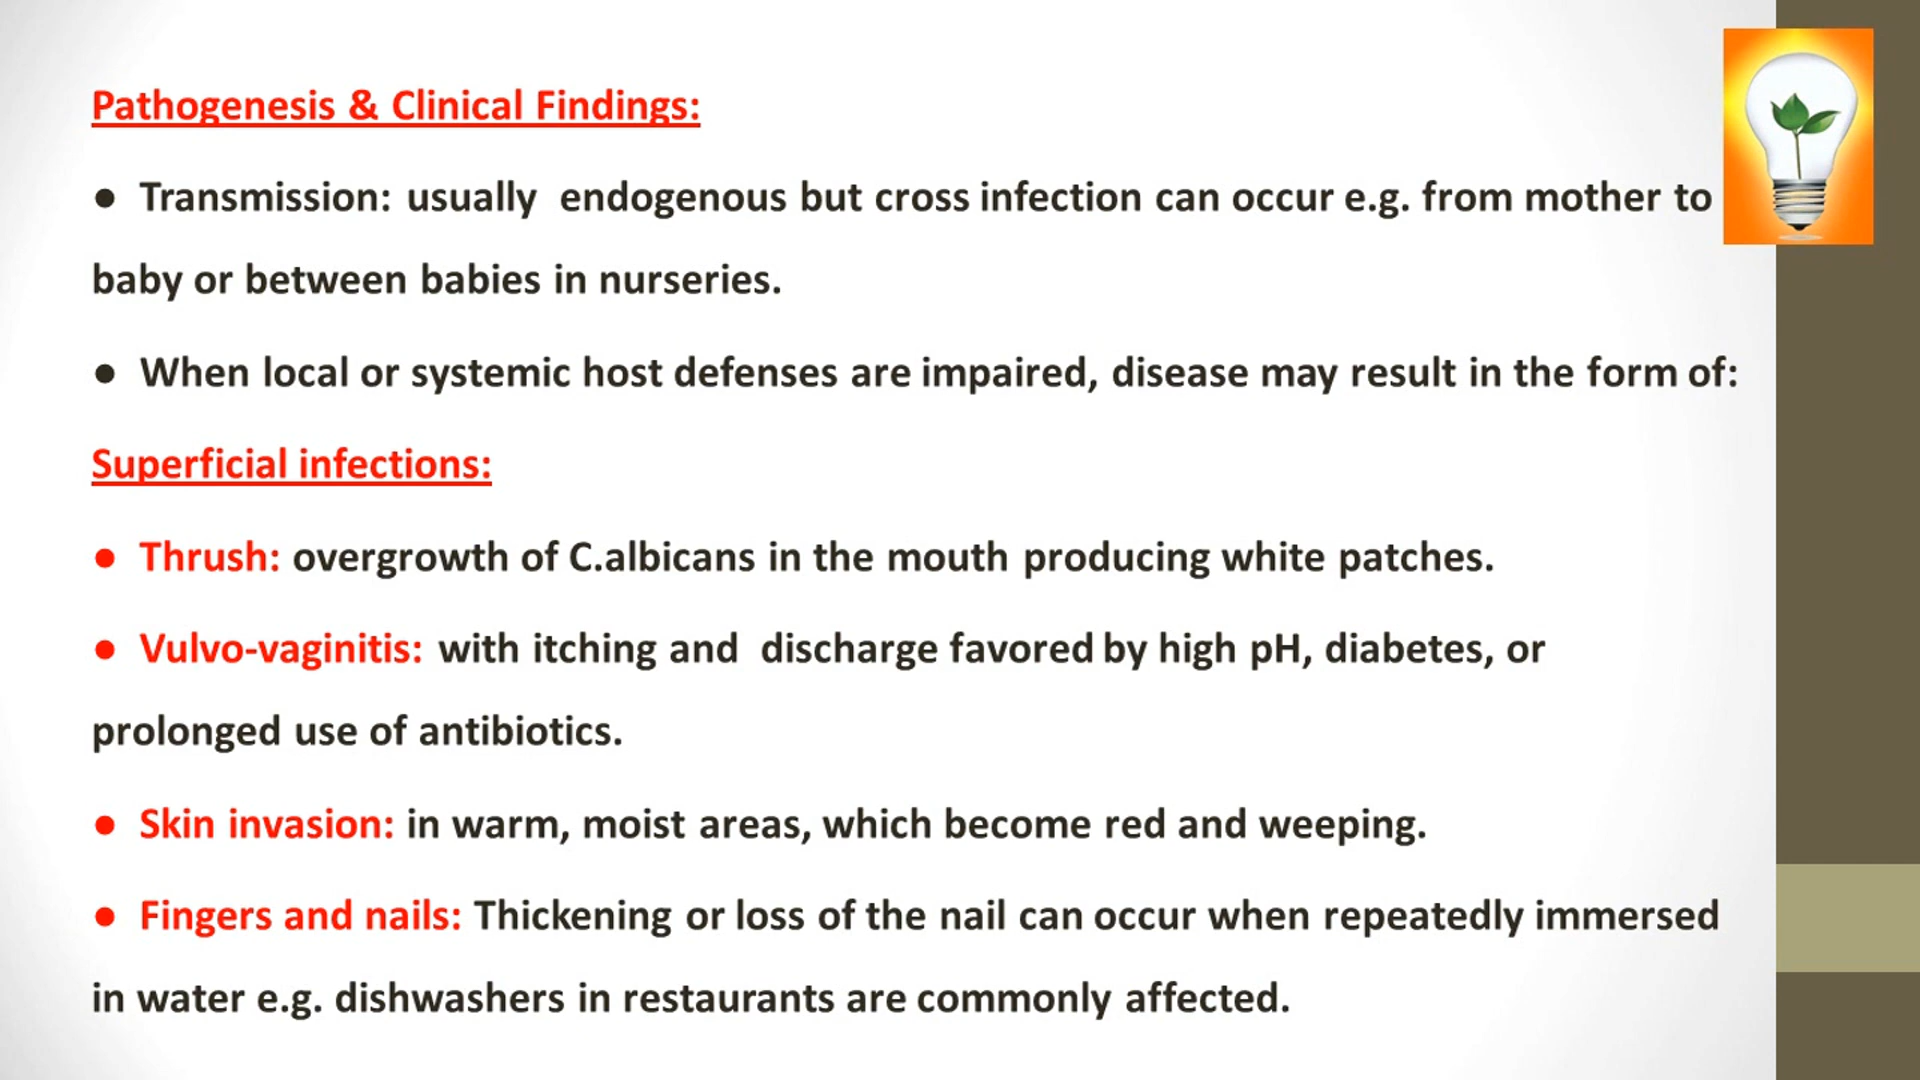 Pathogenesis & Clinical Findings:
● Transmission: usually endogenous but cross infection can occur e.g. from mother to
baby or between babies in nurseries.
● When local or systemic host defenses are impaired, disease may result in the form of:
Superficial infections:
● Thrush: overgrowth of C.albicans in the mouth producing white patches.
● Vulvo-vaginitis: with itching and discharge favored by high pH, diabetes, or
prolonged use of antibiotics.
● Skin invasion: in warm, moist areas, which become red and weeping.
● Fingers and nails: Thickening or loss of the nail can occur when repeatedly immersed
in water e.g. dishwashers in restaurants are commonly affected.